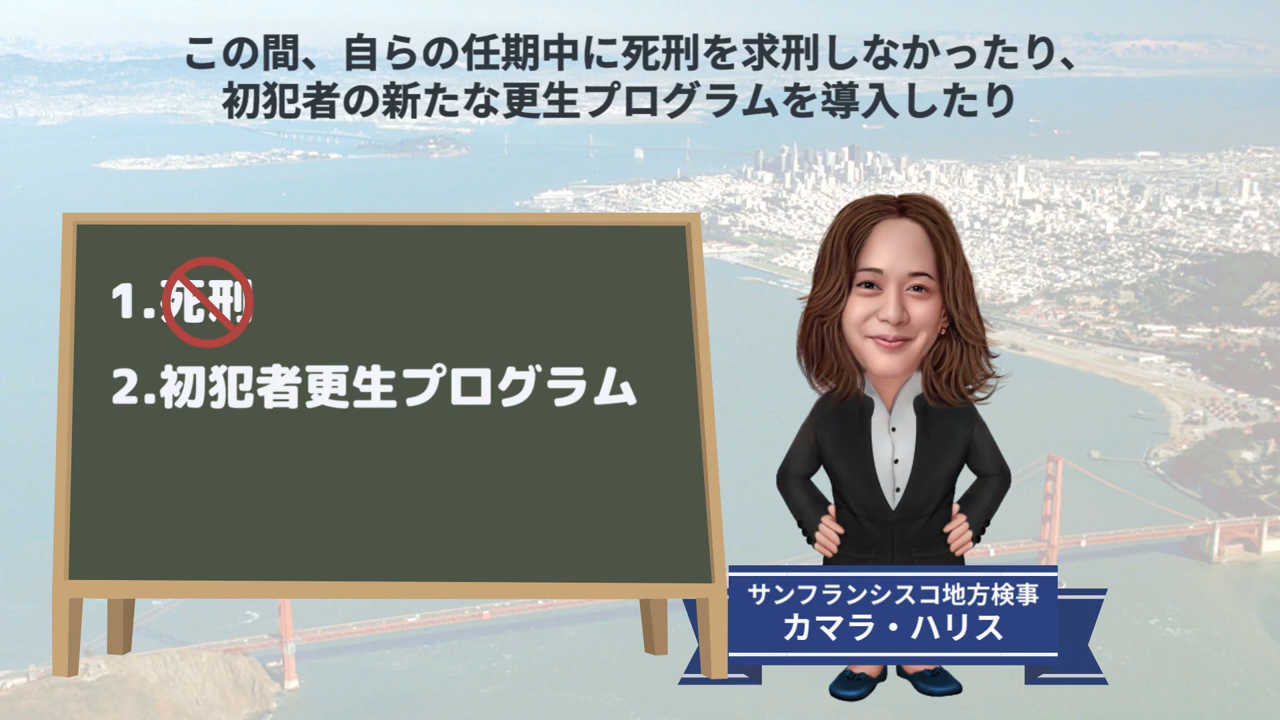 この間、自らの任期中に死刑を求刑しなかったり、
初犯者の新たな更生プログラムを導入したり
1.死刑
2.初犯者更生プログラム
サンフランシスコ地方検事
カマラ・ハリス